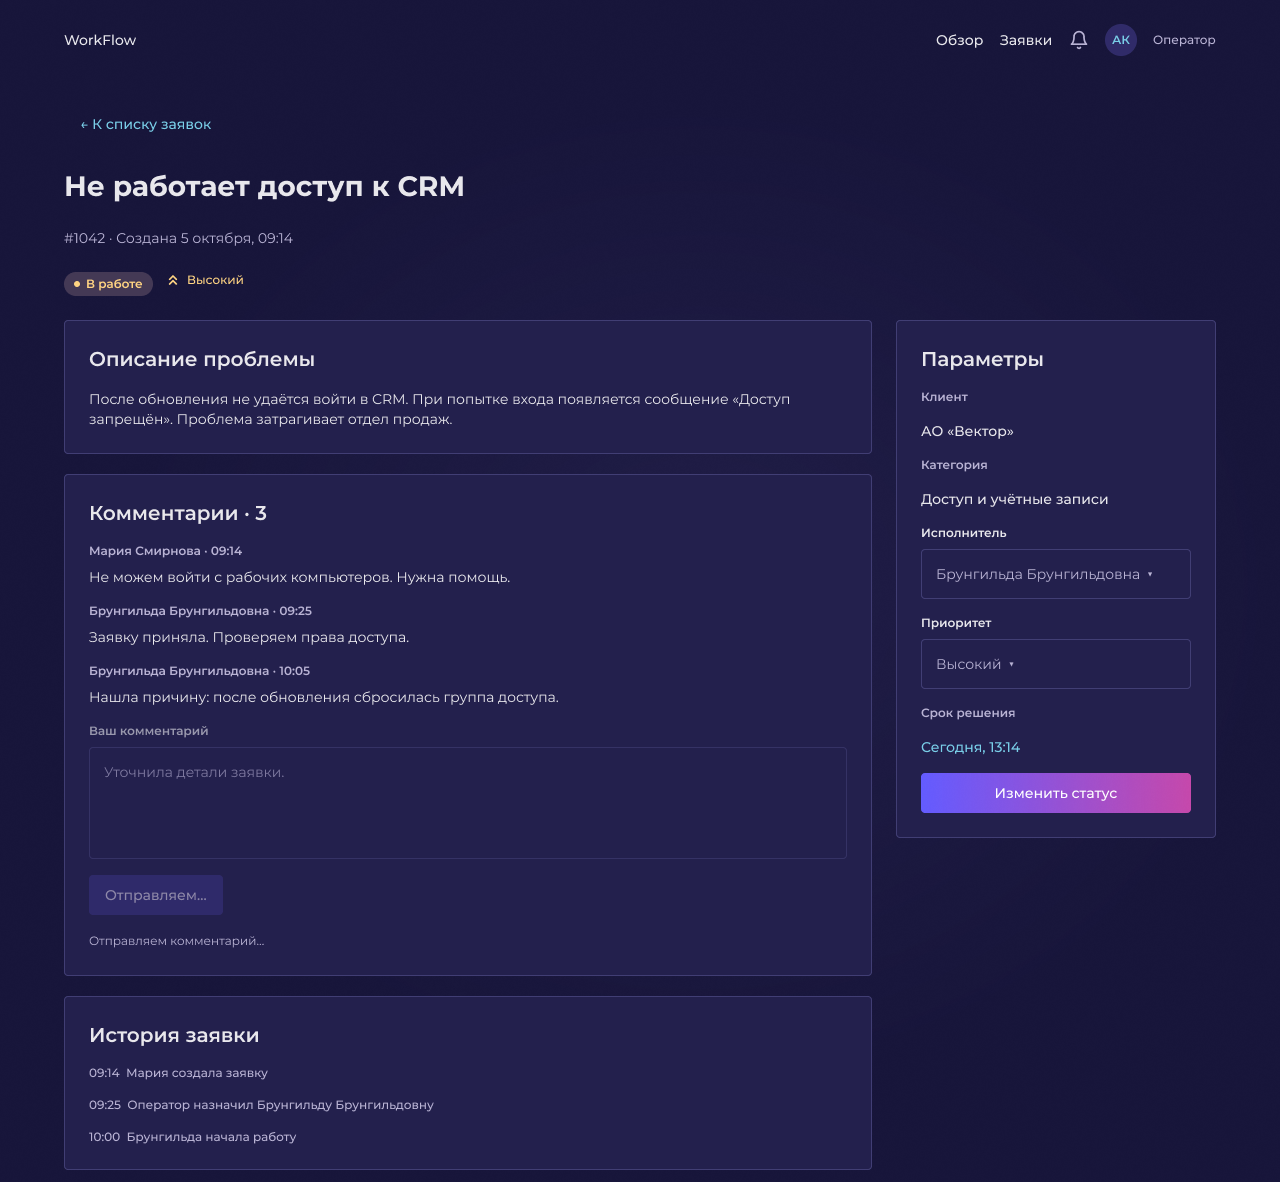 WorkFlow
Обзор
Заявки
АК
Оператор
← К списку заявок
Не работает доступ к CRM
#1042 · Создана 5 октября, 09:14
В работе
Высокий
Описание проблемы
После обновления не удаётся войти в CRM. При попытке входа появляется сообщение «Доступ
запрещён». Проблема затрагивает отдел продаж.
Комментарии · 3
Мария Смирнова · 09:14
Не можем войти с рабочих компьютеров. Нужна помощь.
Брунгильда Брунгильдовна · 09:25
Заявку приняла. Проверяем права доступа.
Брунгильда Брунгильдовна · 10:05
Нашла причину: после обновления сбросилась группа доступа.
Ваш комментарий
Уточнила детали заявки.
Отправляем…
Отправляем комментарий…
История заявки
09:14 Мария создала заявку
09:25 Оператор назначил Брунгильду Брунгильдовну
10:00 Брунгильда начала работу
Параметры
Клиент
АО «Вектор»
Категория
Доступ и учётные записи
Исполнитель
Брунгильда Брунгильдовна ▾
Приоритет
Высокий ▾
Срок решения
Сегодня, 13:14
Изменить статус